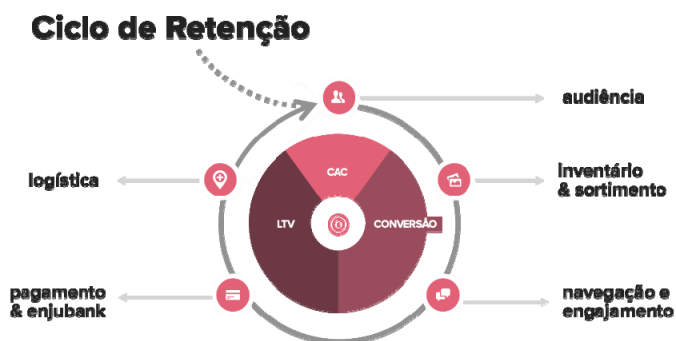 Ciclo de Retenção
audiência
logística
inventário
& sortimento
CAC
LTV
CONVERSÃO
pagamento
& enjubank
navegação e
engajamento